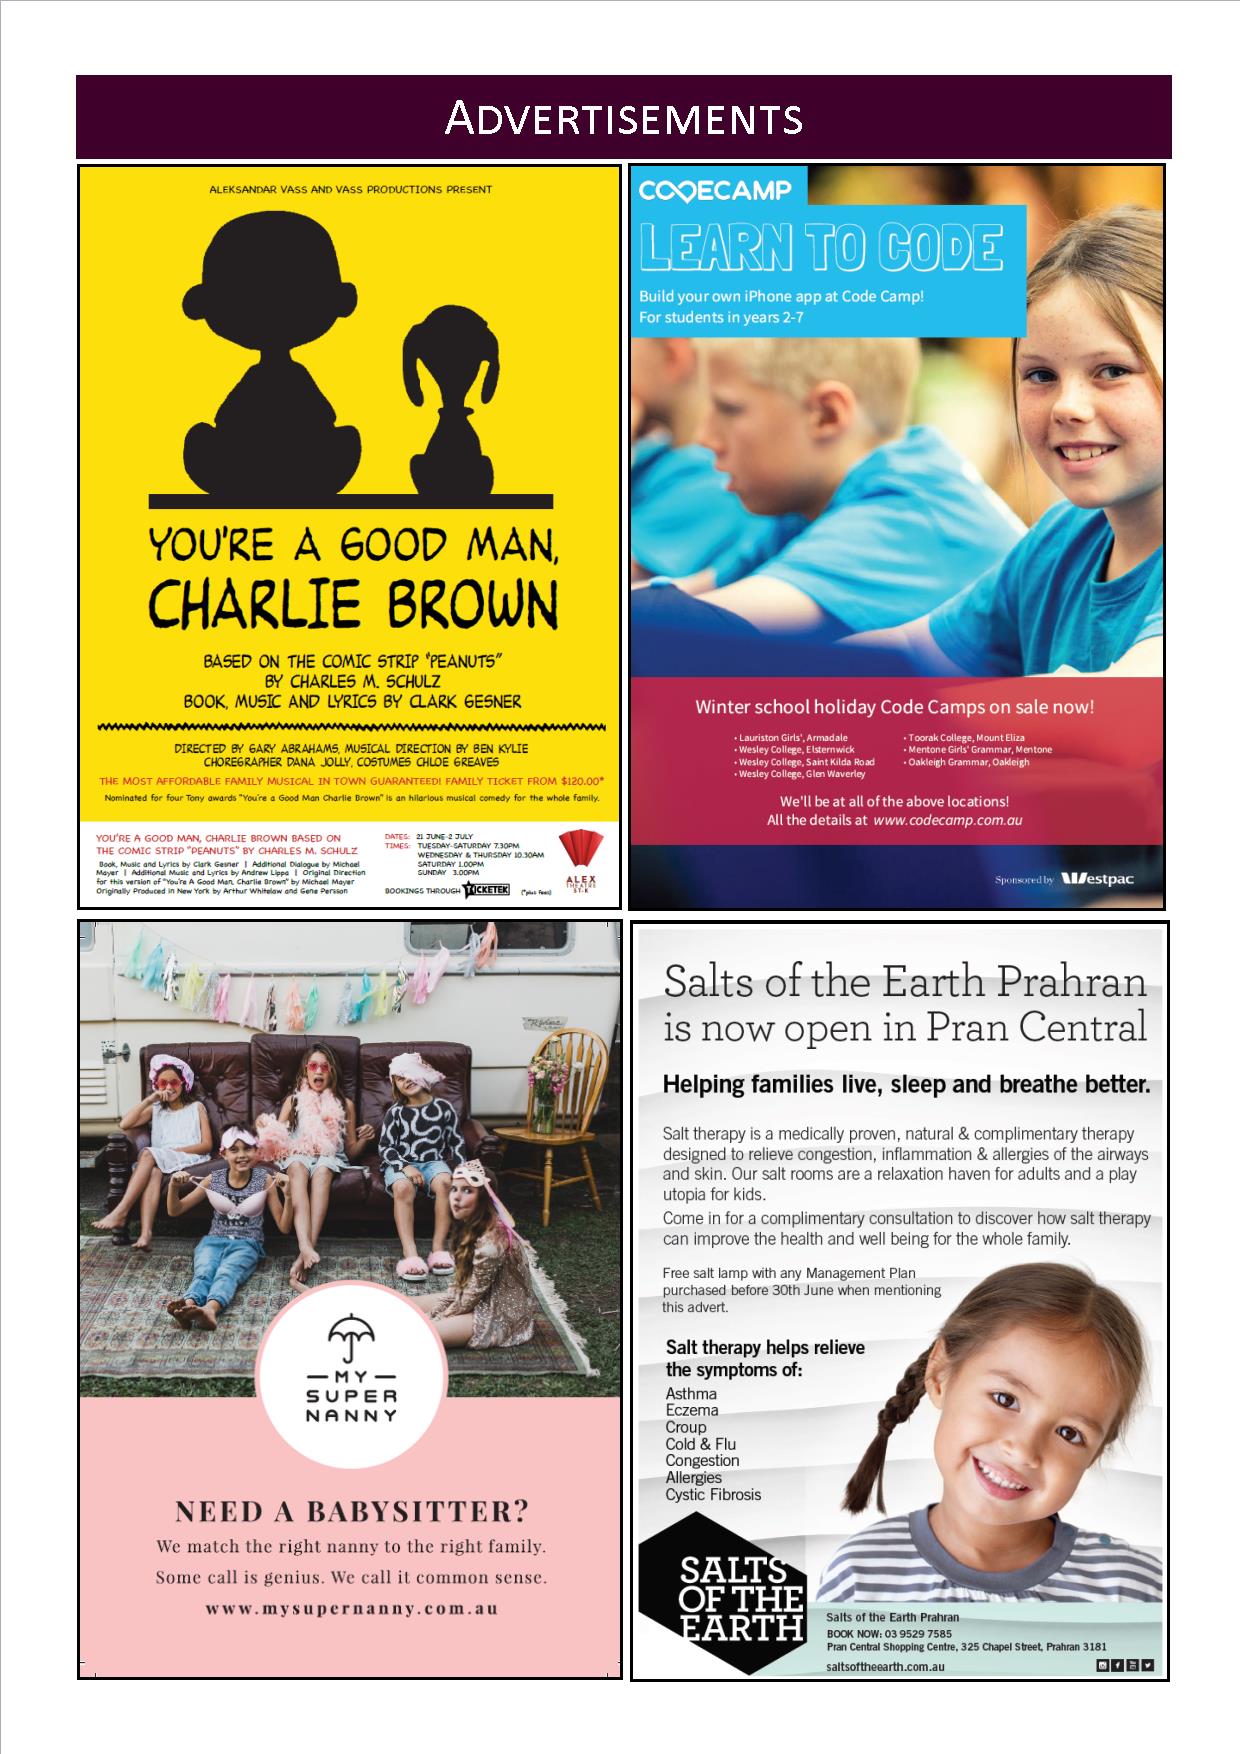 ADVERTISEMENTS
ALEKSANDAR VASS AND VASS PRODUCTIONS PRESENT
YOU'RE A GOOD MAN,
CHARLIE BROWN
BASED ON THE COMIC STRIP "PEANUTS"
BY CHARLES M. SCHULZ
BOOK, MUSIC AND LYRICS BY CLARK GESNER
DIRECTED BY GARY ABRAHAMS, MUSICAL DIRECTION BY BEN KYLIE
CHOREGRAPHER DANA JOLLY, COSTUMES CHLOE GREAVES
THE MOST AFFORDABLE FAMILY MUSICAL IN TOWN GUARANTEED! FAMILY TICKET FROM $120.00*
Nominated for four Tony awards "You're a Good Man Charlie Brown" is an hilarious musical comedy for the whole family.
YOU'RE A GOOD MAN, CHARLIE BROWN BASED ON
THE COMIC STRIP "PEANUTS" BY CHARLES M. SCHULZ
Book, Music and Lyrics by Clark Gesner | Additional Dialogue by Michael
Mayer | Additional Music and Lyrics by Andrew Lippa | Original Direction
for this version of "You're A Good Man, Charlie Brown" by Michael Mayer
Originally Produced in New York by Arthur Whitelaw and Gene Person
DATES: 21 JUNE-2 JULY
TIMES: TUESDAY-SATURDAY 7.30PM
WEDNESDAY & THURSDAY 10.30AM
SATURDAY 1.00PM
SUNDAY 3.00PM
BOOKINGS THROUGH TICKETEK (*plus fees)
ALEX
THEATRE
ST·K
CODECAMP
LEARN TO CODE
Build your own iPhone app at Code Camp!
For students in years 2-7
Winter school holiday Code Camps on sale now!
• Lauriston Girls', Armadale
• Wesley College, Elsternwick
• Wesley College, Saint Kilda Road
• Wesley College, Glen Waverley
• Toorak College, Mount Eliza
• Mentone Girls' Grammar, Mentone
• Oakleigh Grammar, Oakleigh
We'll be at all of the above locations!
All the details at www.codecamp.com.au
Sponsored by Westpac
MY
SUPER
NANNY
NEED A BABYSITTER?
We match the right nanny to the right family.
Some call is genius. We call it common sense.
www.mysupernanny.com.au
Salts of the Earth Prahran
is now open in Pran Central
Helping families live, sleep and breathe better.
Salt therapy is a medically proven, natural & complimentary therapy
designed to relieve congestion, inflammation & allergies of the airways
and skin. Our salt rooms are a relaxation haven for adults and a play
utopia for kids.
Come in for a complimentary consultation to discover how salt therapy
can improve the health and well being for the whole family.
Free salt lamp with any Management Plan
purchased before 30th June when mentioning
this advert.
Salt therapy helps relieve
the symptoms of:
Asthma
Eczema
Croup
Cold & Flu
Congestion
Allergies
Cystic Fibrosis
SALTS
OF THE
EARTH
Salts of the Earth Prahran
BOOK NOW: 03 9529 7585
Pran Central Shopping Centre, 325 Chapel Street, Prahran 3181
saltsoftheearth.com.au